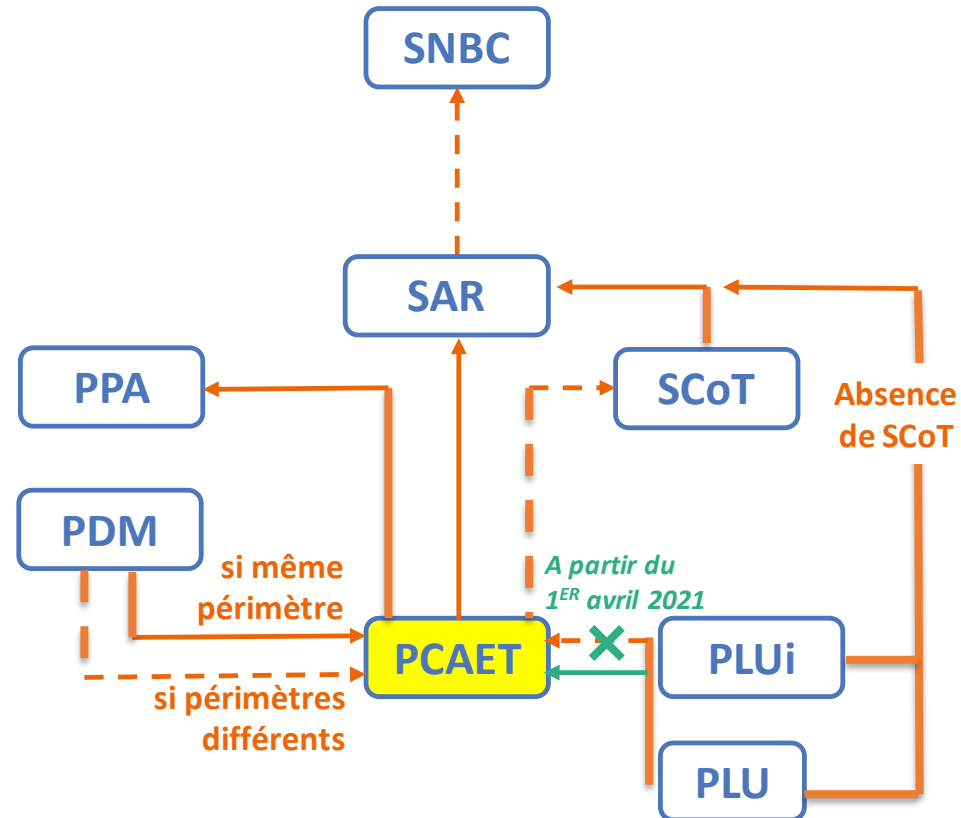 SNBC
SAR
PPA
SCoT
Absence
de SCoT
PDM
si même
périmètre
A partir du
1ER avril 2021
PCAET
PLUi
si périmètres
différents
PLU